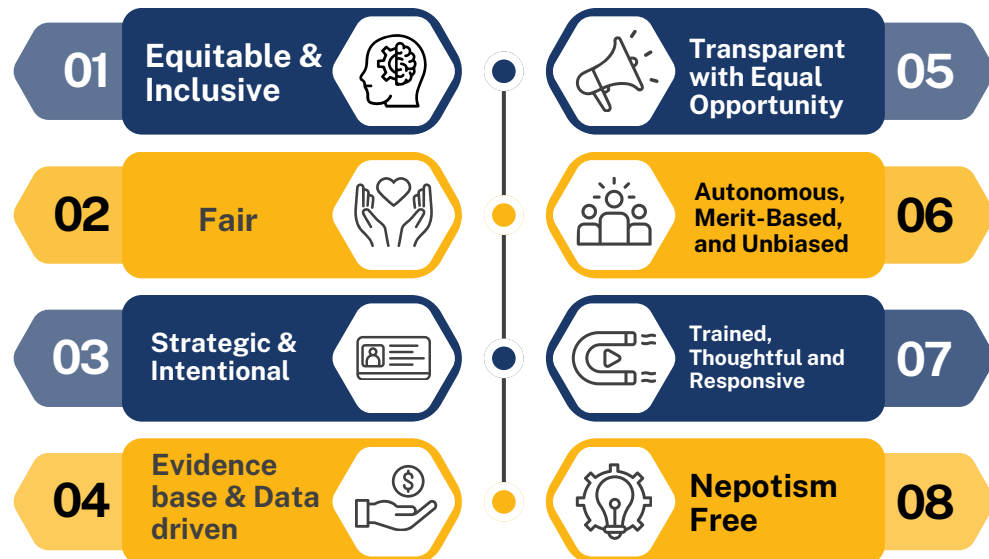 01
Equitable &
Inclusive
02
Fair
03
Strategic &
Intentional
04
Evidence
base & Data
driven
$
05
Transparent
with Equal
Opportunity
06
Autonomous,
Merit-Based,
and Unbiased
07
Trained,
Thoughtful and
Responsive
08
Nepotism
Free